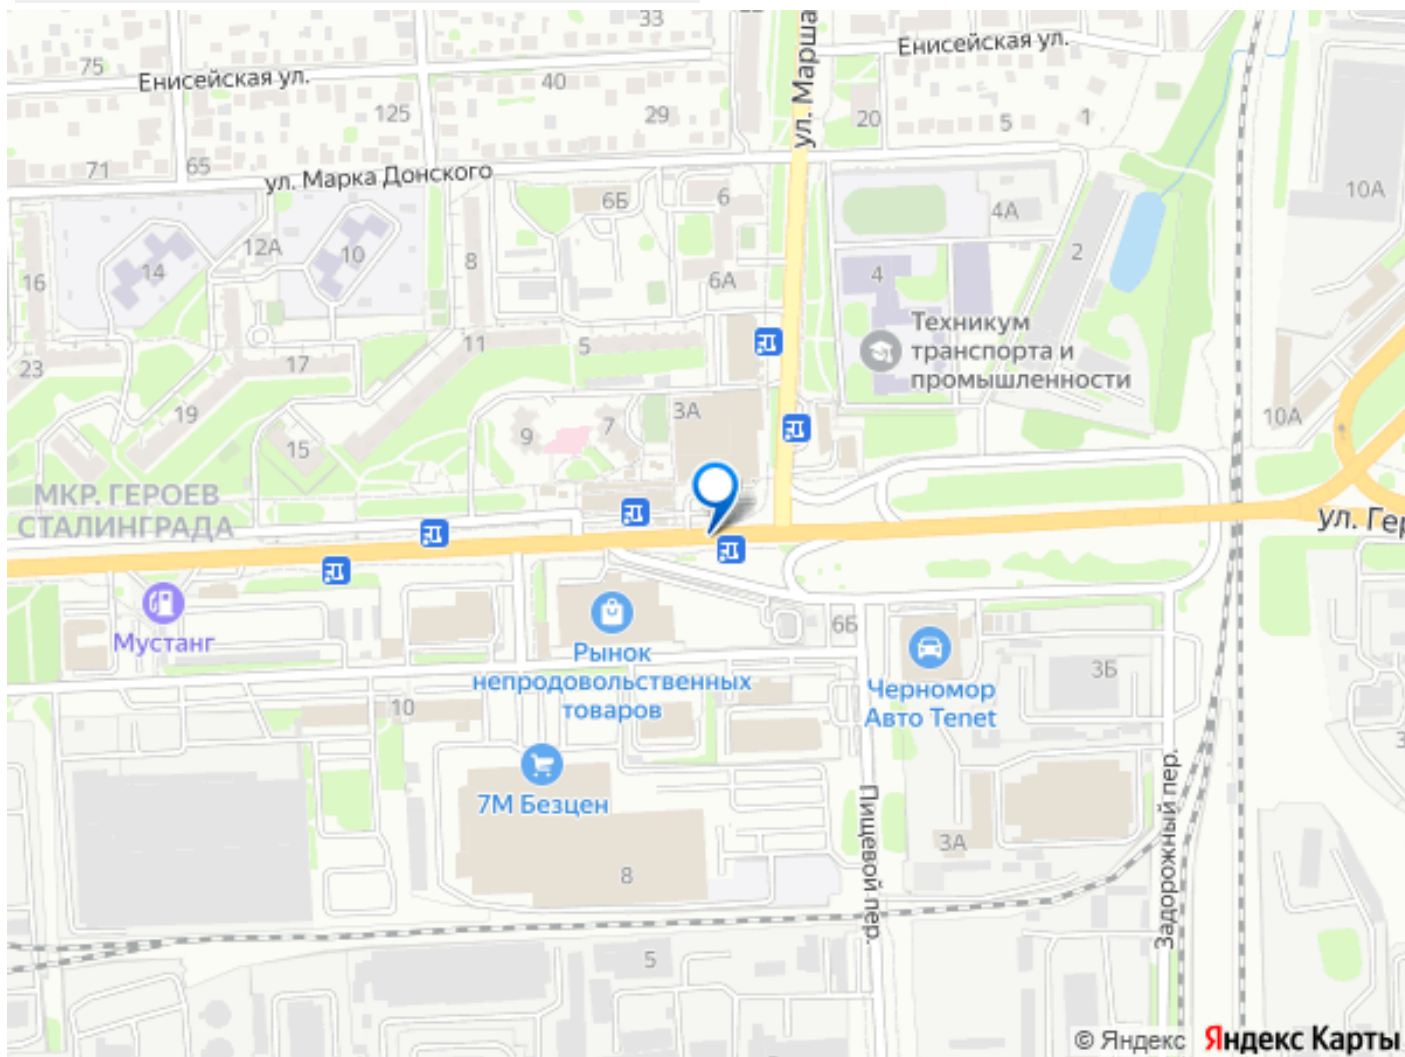 33
Енисейская ул.
75
Енисейская ул.
40
ул. Марша
125
29
20
5
1
71
65
ул. Марка Донского
10А
6Б
6
4А
12А
14
10
8
2
16
6А
4
Техникум
транспорта и
промышленности
11
5
17
23
19
3А
10А
15
9
7
МКР. ГЕРОЕВ
СТАЛИНГРАДА
ул. Гер
Мустанг
6Б
Рынок
непродовольственных
товаров
3Б
Черномор
Авто Tenet
10
7М Безцен
Пищевой пер.
Задорожный пер.
3А
8
5
© Яндекс Яндекс Карты